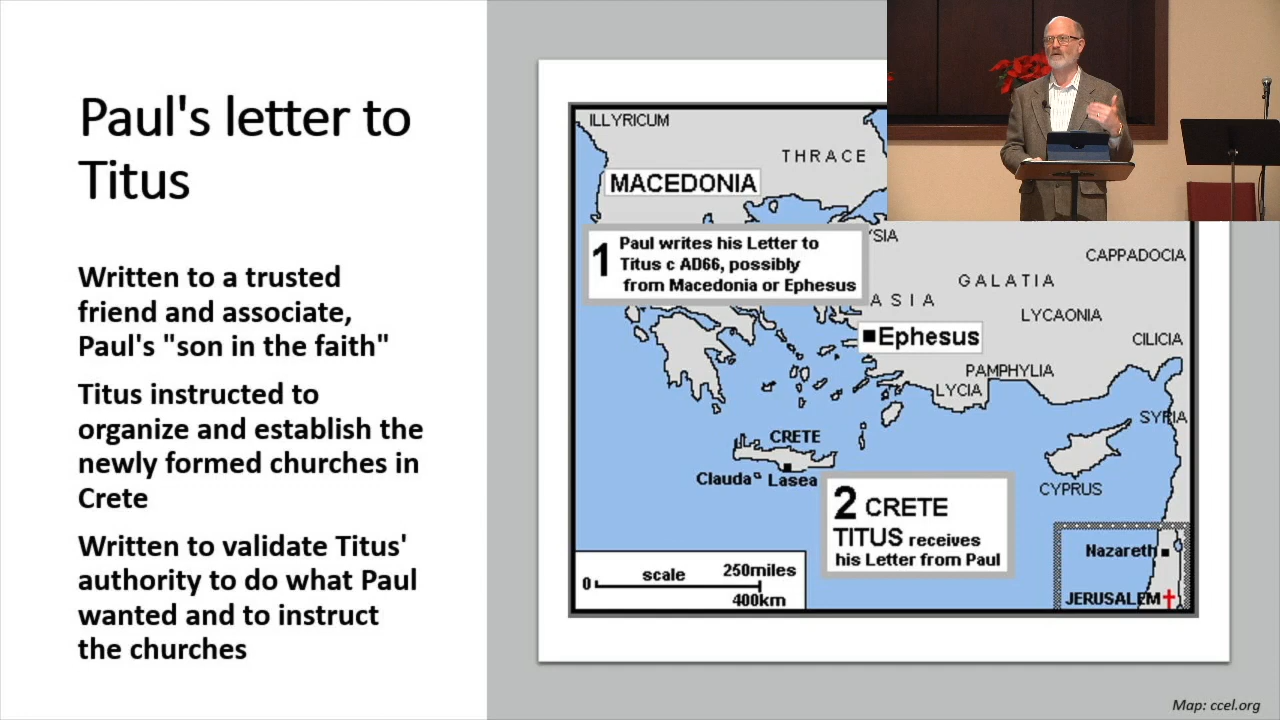 Paul's letter to
Titus
Written to a trusted
friend and associate,
Paul's "son in the faith"
Titus instructed to
organize and establish the
newly formed churches in
Crete
Written to validate Titus'
authority to do what Paul
wanted and to instruct
the churches
ILLYRICUM
THRACE
MACEDONIA
1 Paul writes his Letter to
Titus c AD66, possibly
from Macedonia or Ephesus
YSIA
CAPPADOCIA
GALATIA
ASIA
LYCAONIA
Ephesus
CILICIA
PAMPHYLIA
LYCIA
SYRIA
CRETE
Clauda Lasea
CYPRUS
2 CRETE
TITUS receives
his Letter from Paul
Nazareth
JERUSALEM
scale 250miles
0
400km
Map: ccel.org